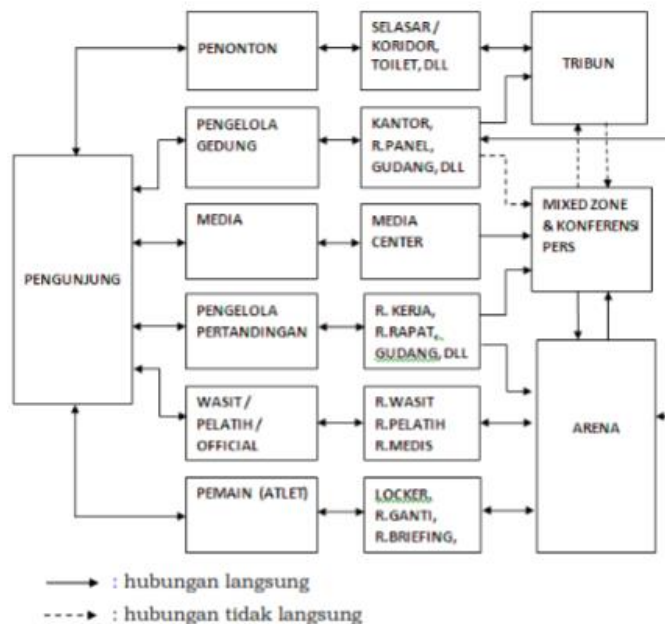 PENGUNJUNG
PENONTON
SELASAR /
KORIDOR,
TOILET, DLL
TRIBUN
PENGELOLA
GEDUNG
KANTOR,
R.PANEL,
GUDANG, DLL
MEDIA
MEDIA
CENTER
MIXED ZONE
& KONFERENSI
PERS
PENGELOLA
PERTANDINGAN
R. KERJA,
R.RAPAT,
GUDANG, DLL
WASIT /
PELATIH /
OFFICIAL
R.WASIT
R.PELATIH
R.MEDIS
ARENA
PEMAIN (ATLET)
LOCKER,
R.GANTI,
R.BRIEFING,
: hubungan langsung
: hubungan tidak langsung